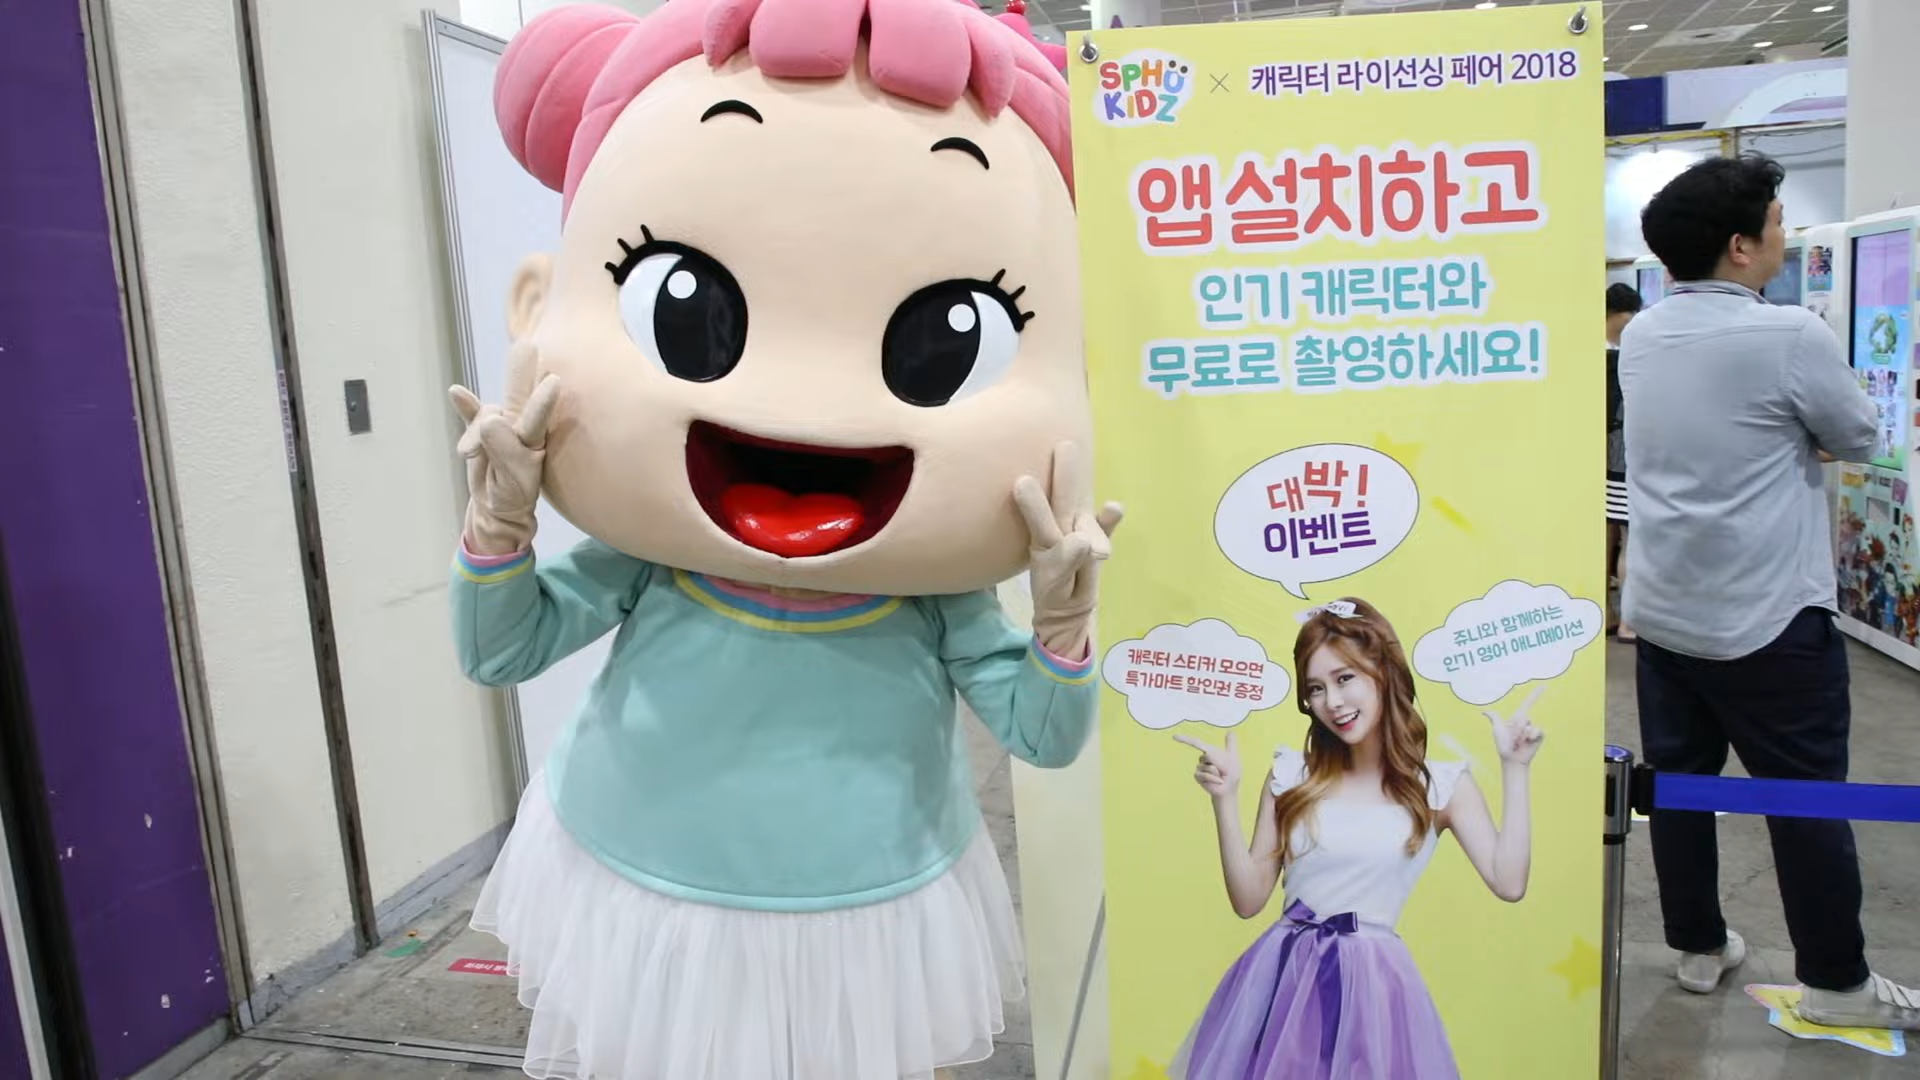 SPHO
KIDZ
× 캐릭터 라이선싱 페어 2018
앱 설치하고
인기 캐릭터와
무료로 촬영하세요!
대박!
이벤트
캐릭터 스티커 모으면
특가마트 할인권 증정
쥬니와 함께하는
인기 영어 애니메이션